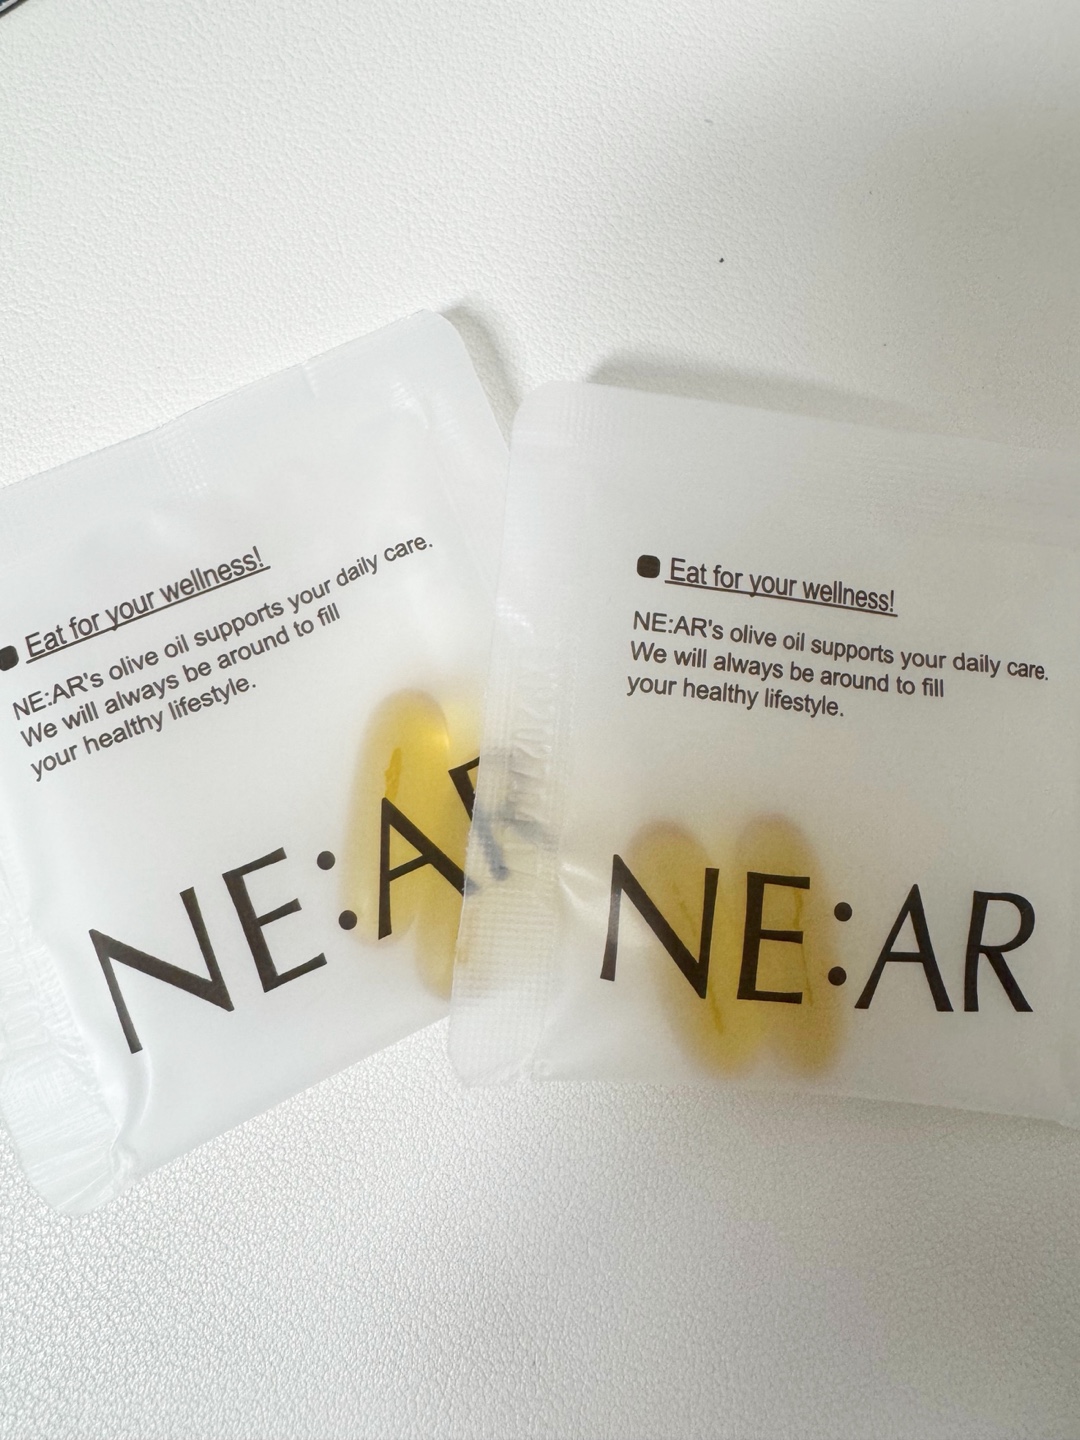 ● Eat for your wellness!
NE:AR's olive oil supports your daily care.
We will always be around to fill
your healthy lifestyle.
NE:AR
● Eat for your wellness!
NE:AR's olive oil supports your daily care.
We will always be around to fill
your healthy lifestyle.
NE:AR